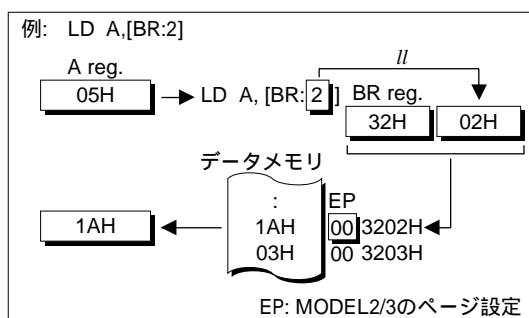 例: LD A,[BR:2]
A reg.
05H
LD A, [BR:2]
ll
BR reg.
32H 02H
データメモリ
:
EP
1AH
1AH 00 3202H
03H 00 3203H
EP: MODEL2/3のページ設定